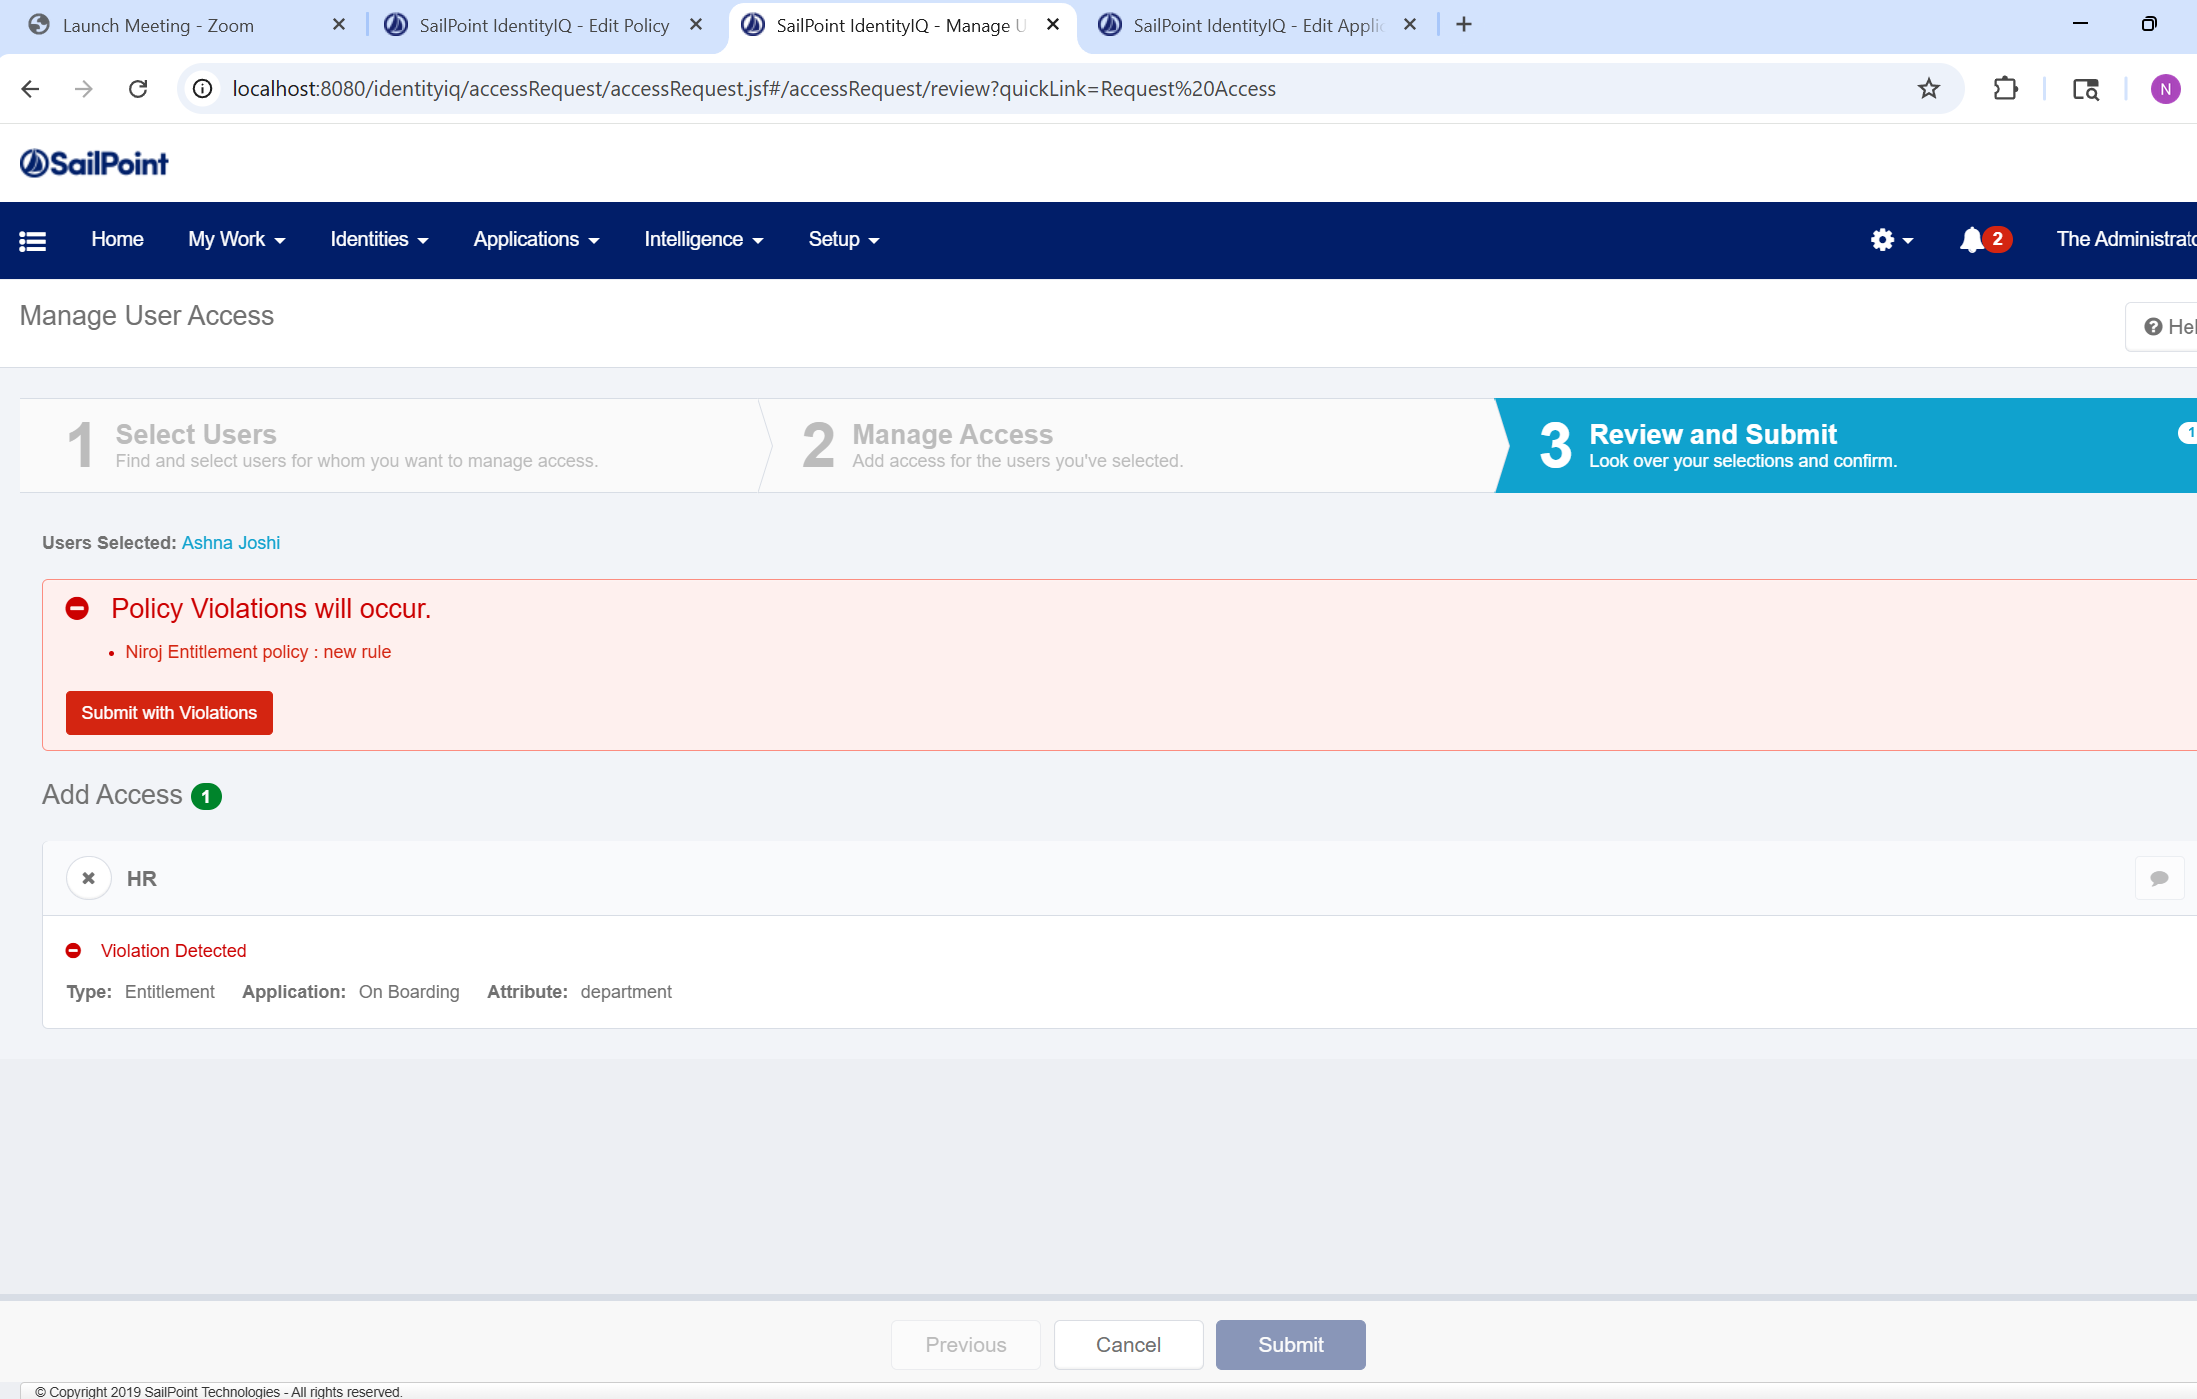 Launch Meeting - Zoom
SailPoint IdentityIQ - Edit Policy
SailPoint IdentityIQ - Manage U
SailPoint IdentityIQ - Edit Applic
localhost:8080/identityiq/accessRequest/accessRequest.jsf#/accessRequest/review?quickLink=Request%20Access
N
SailPoint
Home
My Work
Identities
Applications
Intelligence
Setup
2
The Administrato
Manage User Access
Hel
1
Select Users
Find and select users for whom you want to manage access.
2
Manage Access
Add access for the users you've selected.
3
Review and Submit
Look over your selections and confirm.
1
Users Selected: Ashna Joshi
Policy Violations will occur.
• Niroj Entitlement policy : new rule
Submit with Violations
Add Access 1
HR
Violation Detected
Type: Entitlement Application: On Boarding Attribute: department
Previous
Cancel
Submit
© Copyright 2019 SailPoint Technologies - All rights reserved.